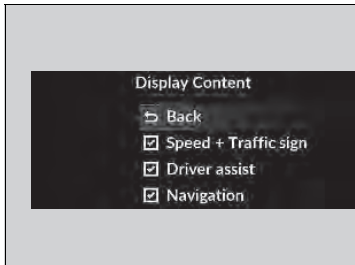 Display Content
Back
Speed + Traffic sign
Driver assist
Navigation